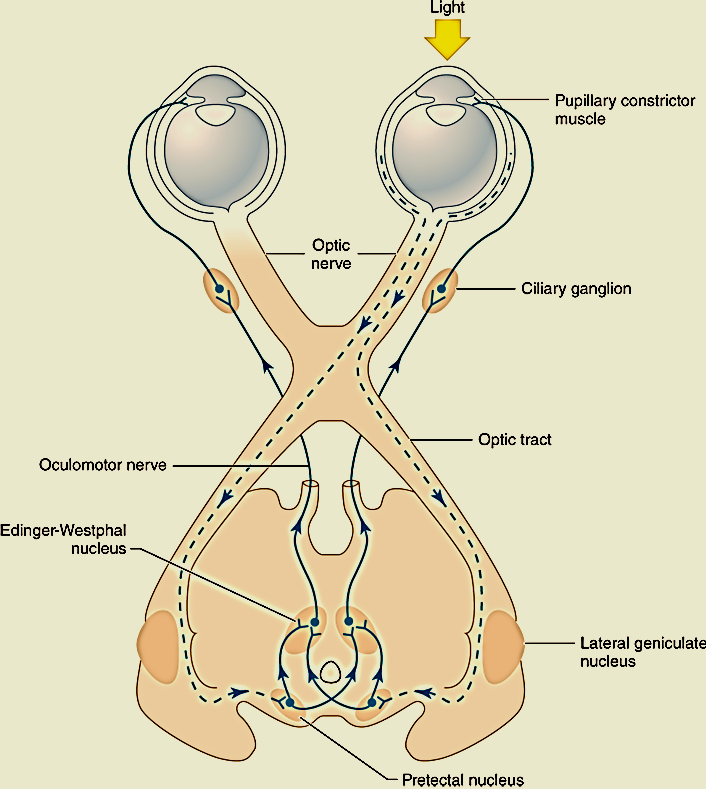 Light
Pupillary constrictor
muscle
Optic
nerve
Ciliary ganglion
Optic tract
Oculomotor nerve
Edinger-Westphal
nucleus
Lateral geniculate
nucleus
Pretectal nucleus